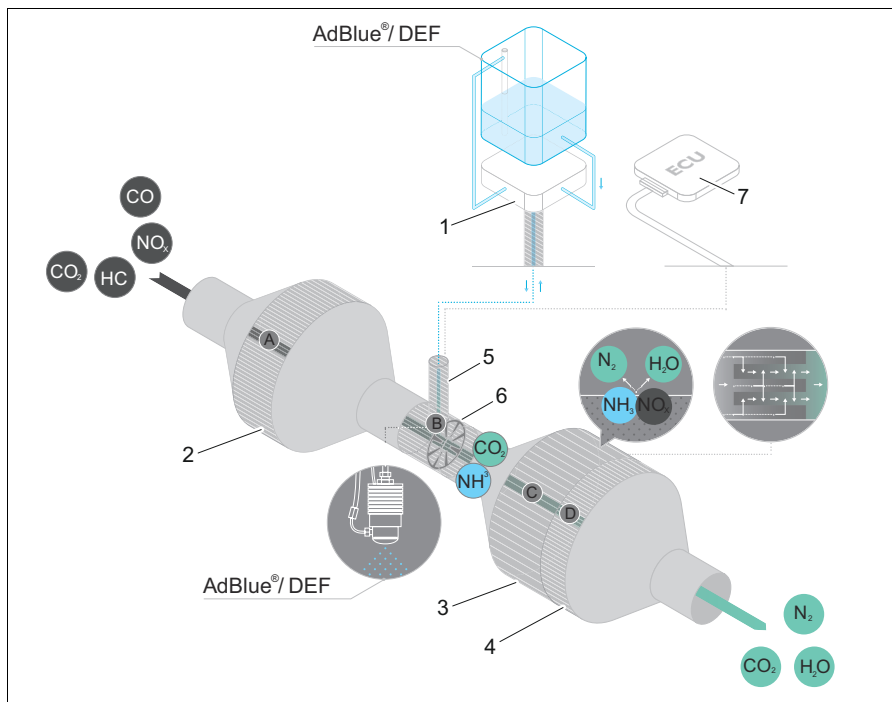 AdBlue®/ DEF
ECU
7
1
CO
NOX
CO2
HC
A
2
5
6
B
CO2
NH3
N2
H2O
NH3
NOX
C
D
AdBlue®/ DEF
3
4
N2
CO2
H2O